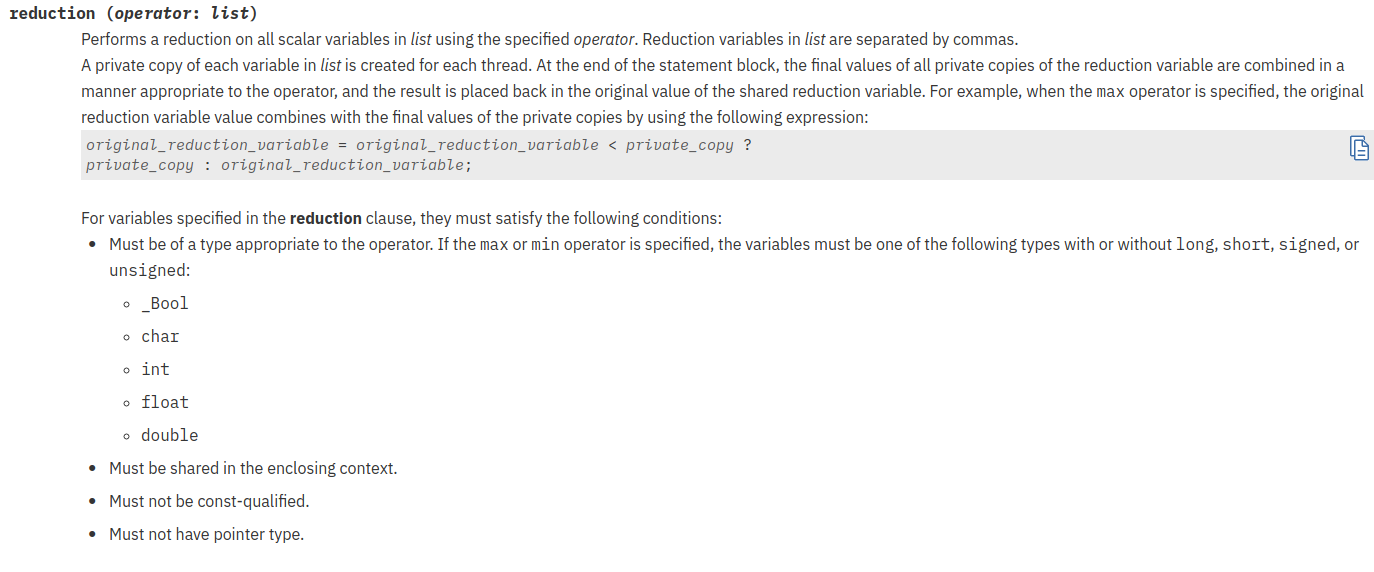 reduction (operator: list)
Performs a reduction on all scalar variables in list using the specified operator. Reduction variables in list are separated by commas.
A private copy of each variable in list is created for each thread. At the end of the statement block, the final values of all private copies of the reduction variable are combined in a
manner appropriate to the operator, and the result is placed back in the original value of the shared reduction variable. For example, when the max operator is specified, the original
reduction variable value combines with the final values of the private copies by using the following expression:
original_reduction_variable = original_reduction_variable < private_copy ?
private_copy : original_reduction_variable;
For variables specified in the reduction clause, they must satisfy the following conditions:
• Must be of a type appropriate to the operator. If the max or min operator is specified, the variables must be one of the following types with or without long, short, signed, or
unsigned:
◦ _Bool
◦ char
◦ int
◦ float
◦ double
• Must be shared in the enclosing context.
• Must not be const-qualified.
• Must not have pointer type.